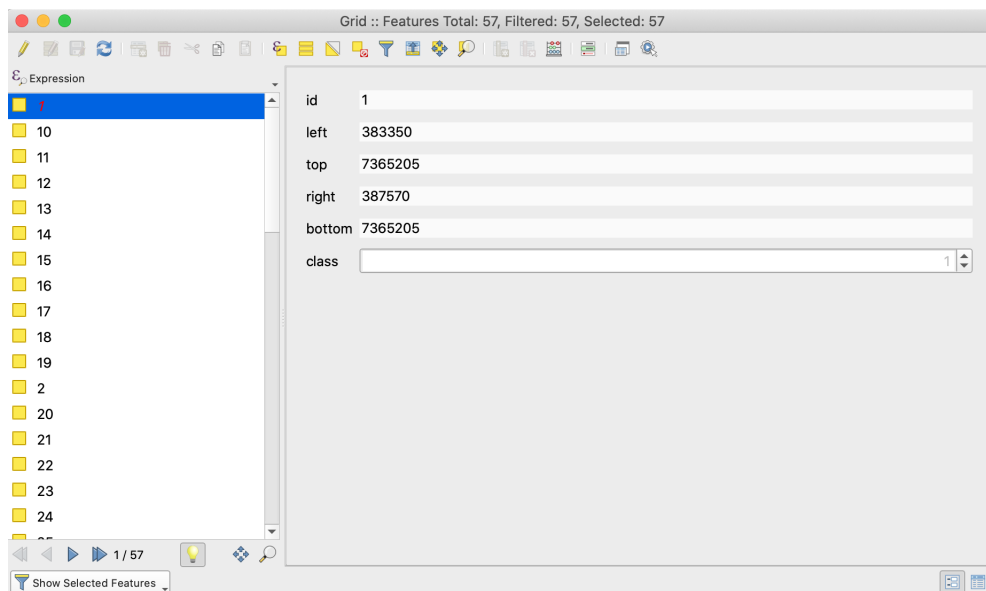 Grid :: Features Total: 57, Filtered: 57, Selected: 57
Expression
1
10
11
12
13
14
15
16
17
18
19
2
20
21
22
23
24
id 1
left 383350
top 7365205
right 387570
bottom 7365205
class 1
1 / 57
Show Selected Features